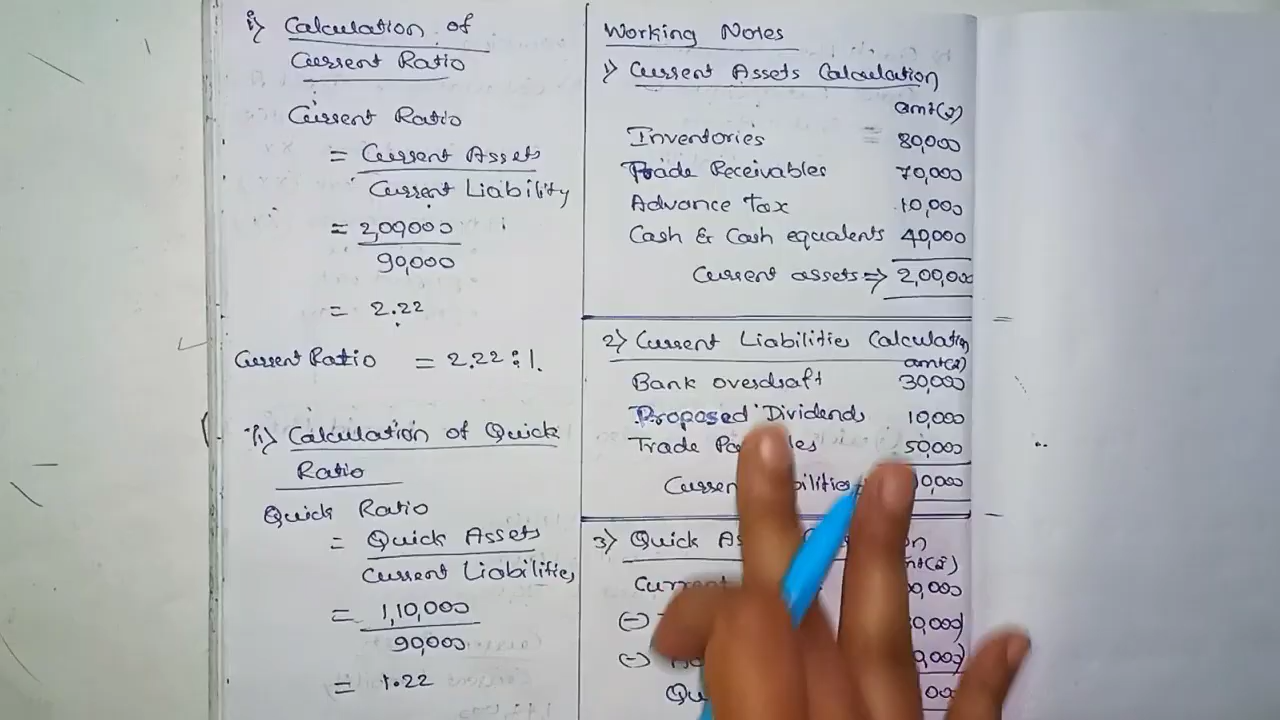 i) Calculation of
Current Ratio
Current Ratio
= Current Assets
Current Liability
= 2,00000
90,000
= 2.22
Current Ratio = 2.22 : 1.
ii) Calculation of Quick
Ratio
Quick Ratio
= Quick Assets
Current Liabilities
= 1,10,000
90,000
= 1.22
Working Notes
1) Current Assets Calculation
amt(₹)
Inventories = 80,000
Trade Receivables 70,000
Advance tax 10,000
Cash & Cash equalents 40,000
Current assets ⇒ 2,00,000
2) Current Liabilities Calculation
amt(₹)
Bank overdraft 30,000
Proposed Dividends 10,000
Trade 50,000
3) Quick
(-)
(-)